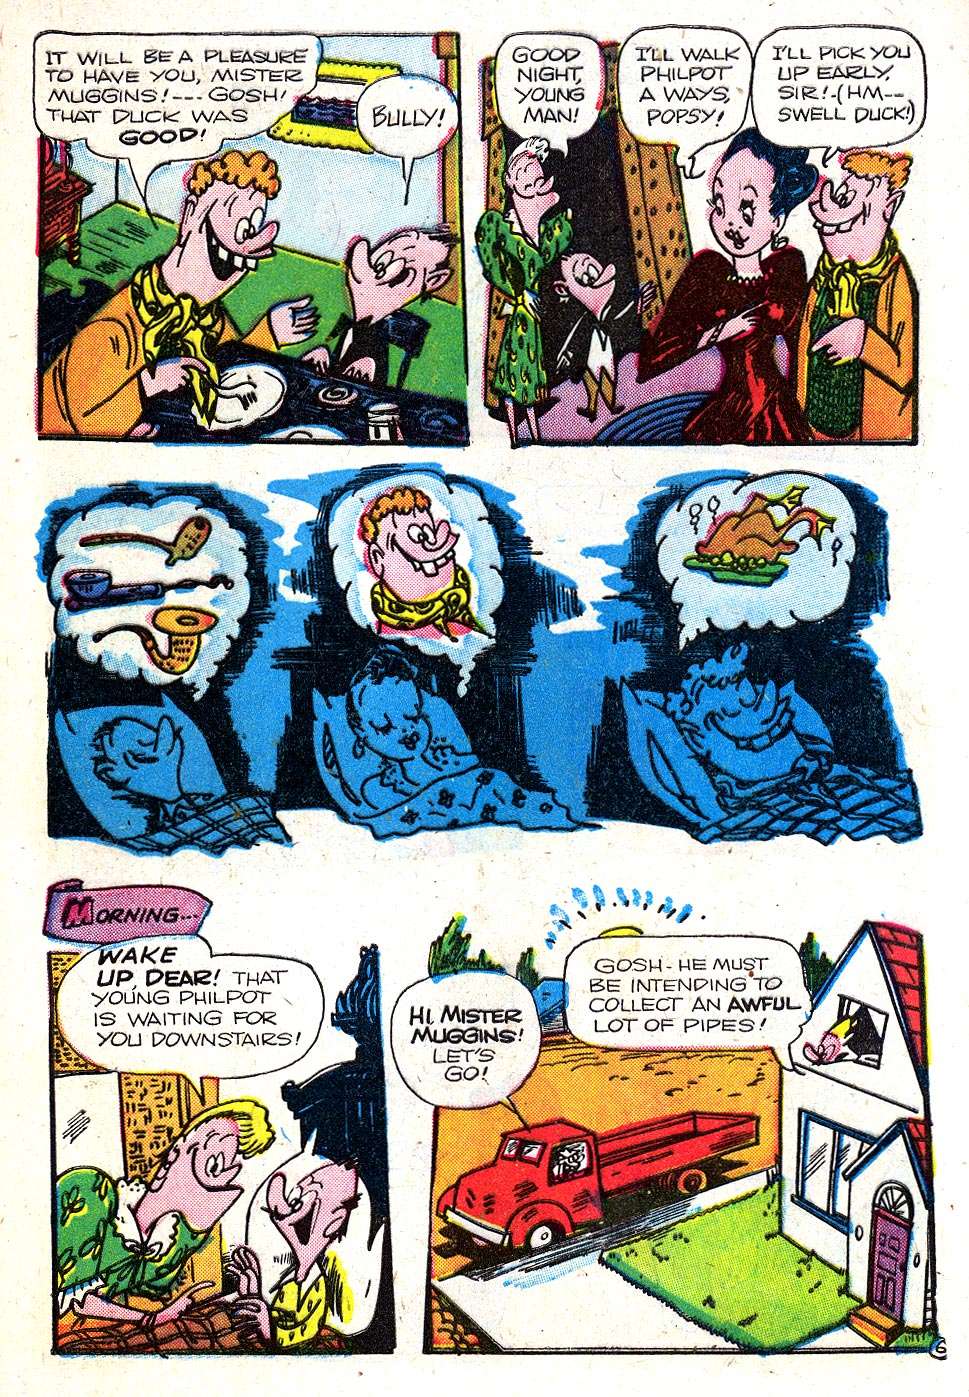 IT WILL BE A PLEASURE
TO HAVE YOU, MISTER
MUGGINS!--- GOSH!
THAT DUCK WAS
GOOD!
BULLY!
GOOD
NIGHT,
YOUNG
MAN!
I'LL WALK
PHILPOT
A WAYS,
POPSY!
I'LL PICK YOU
UP EARLY,
SIR!-(HM--
SWELL DUCK!)
MORNING...
WAKE
UP, DEAR! THAT
YOUNG PHILPOT
IS WAITING FOR
YOU DOWNSTAIRS!
HI, MISTER
MUGGINS!
LET'S
GO!
GOSH-HE MUST
BE INTENDING TO
COLLECT AN AWFUL
LOT OF PIPES!
6